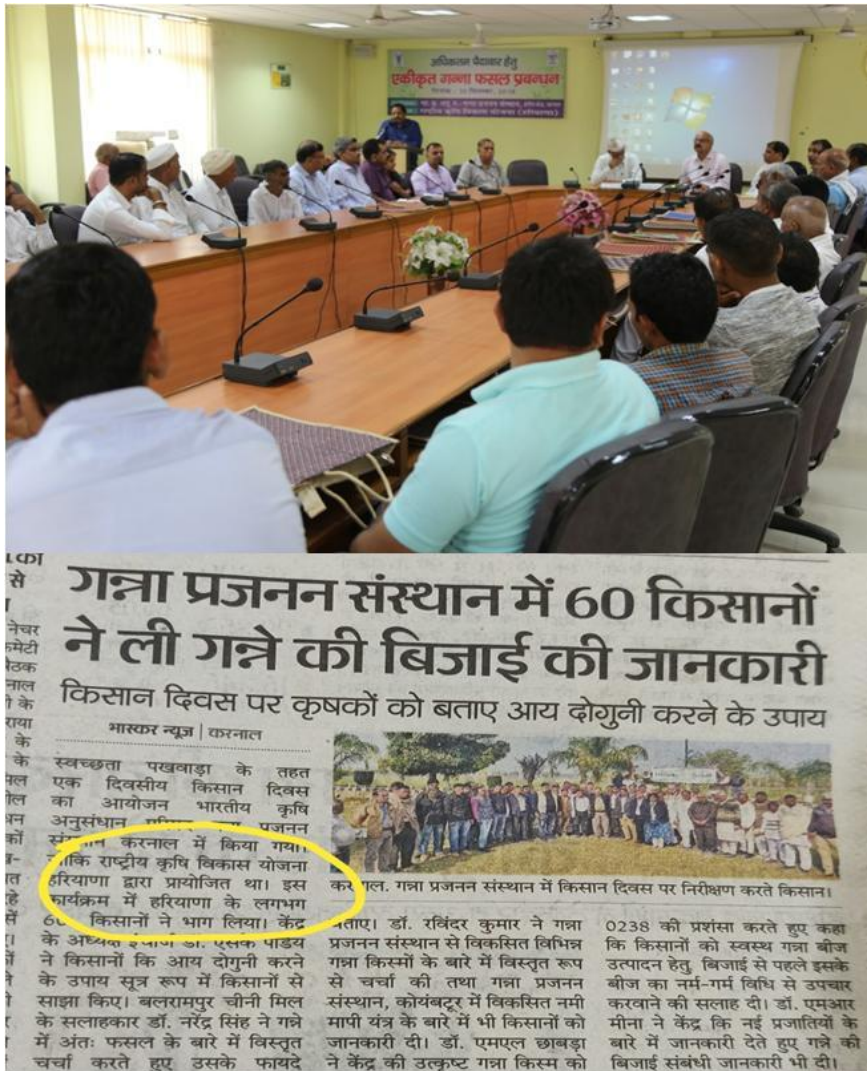 अधिकतम पैदावार हेतु
एकीकृत गन्ना फसल प्रबन्धन
गन्ना प्रजनन संस्थान में 60 किसानों
ने ली गन्ने की बिजाई की जानकारी
किसान दिवस पर कृषकों को बताए आय दोगुनी करने के उपाय
भास्कर न्यूज | करनाल
स्वच्छता पखवाड़ा के तहत
एक दिवसीय किसान दिवस
का आयोजन भारतीय कृषि
अनुसंधान प्रजनन
संस्थान करनाल में किया गया।
जोकि राष्ट्रीय कृषि विकास योजना
हरियाणा द्वारा प्रायोजित था। इस
कार्यक्रम में हरियाणा के लगभग
60 किसानों ने भाग लिया। केंद्र
के अध्यक्ष डॉ. एसके पांडेय
ने किसानों कि आय दोगुनी करने
के उपाय सूत्र रूप में किसानों से
साझा किए। बलरामपुर चीनी मिल
के सलाहकार डॉ. नरेंद्र सिंह ने गन्ने
में अंतः फसल के बारे में विस्तृत
चर्चा करते हुए उसके फायदे
करनाल. गन्ना प्रजनन संस्थान में किसान दिवस पर निरीक्षण करते किसान।
बताए। डॉ. रविंदर कुमार ने गन्ना
प्रजनन संस्थान से विकसित विभिन्न
गन्ना किस्मों के बारे में विस्तृत रूप
से चर्चा की तथा गन्ना प्रजनन
संस्थान, कोयंबटूर में विकसित नमी
मापी यंत्र के बारे में भी किसानों को
जानकारी दी। डॉ. एमएल छाबड़ा
ने केंद्र की उत्कृष्ट गन्ना किस्म को
0238 की प्रशंसा करते हुए कहा
कि किसानों को स्वस्थ गन्ना बीज
उत्पादन हेतु, बिजाई से पहले इसके
बीज का नर्म-गर्म विधि से उपचार
करवाने की सलाह दी। डॉ. एमआर
मीना ने केंद्र कि नई प्रजातियों के
बारे में जानकारी देते हुए गन्ने की
बिजाई संबंधी जानकारी भी दी।